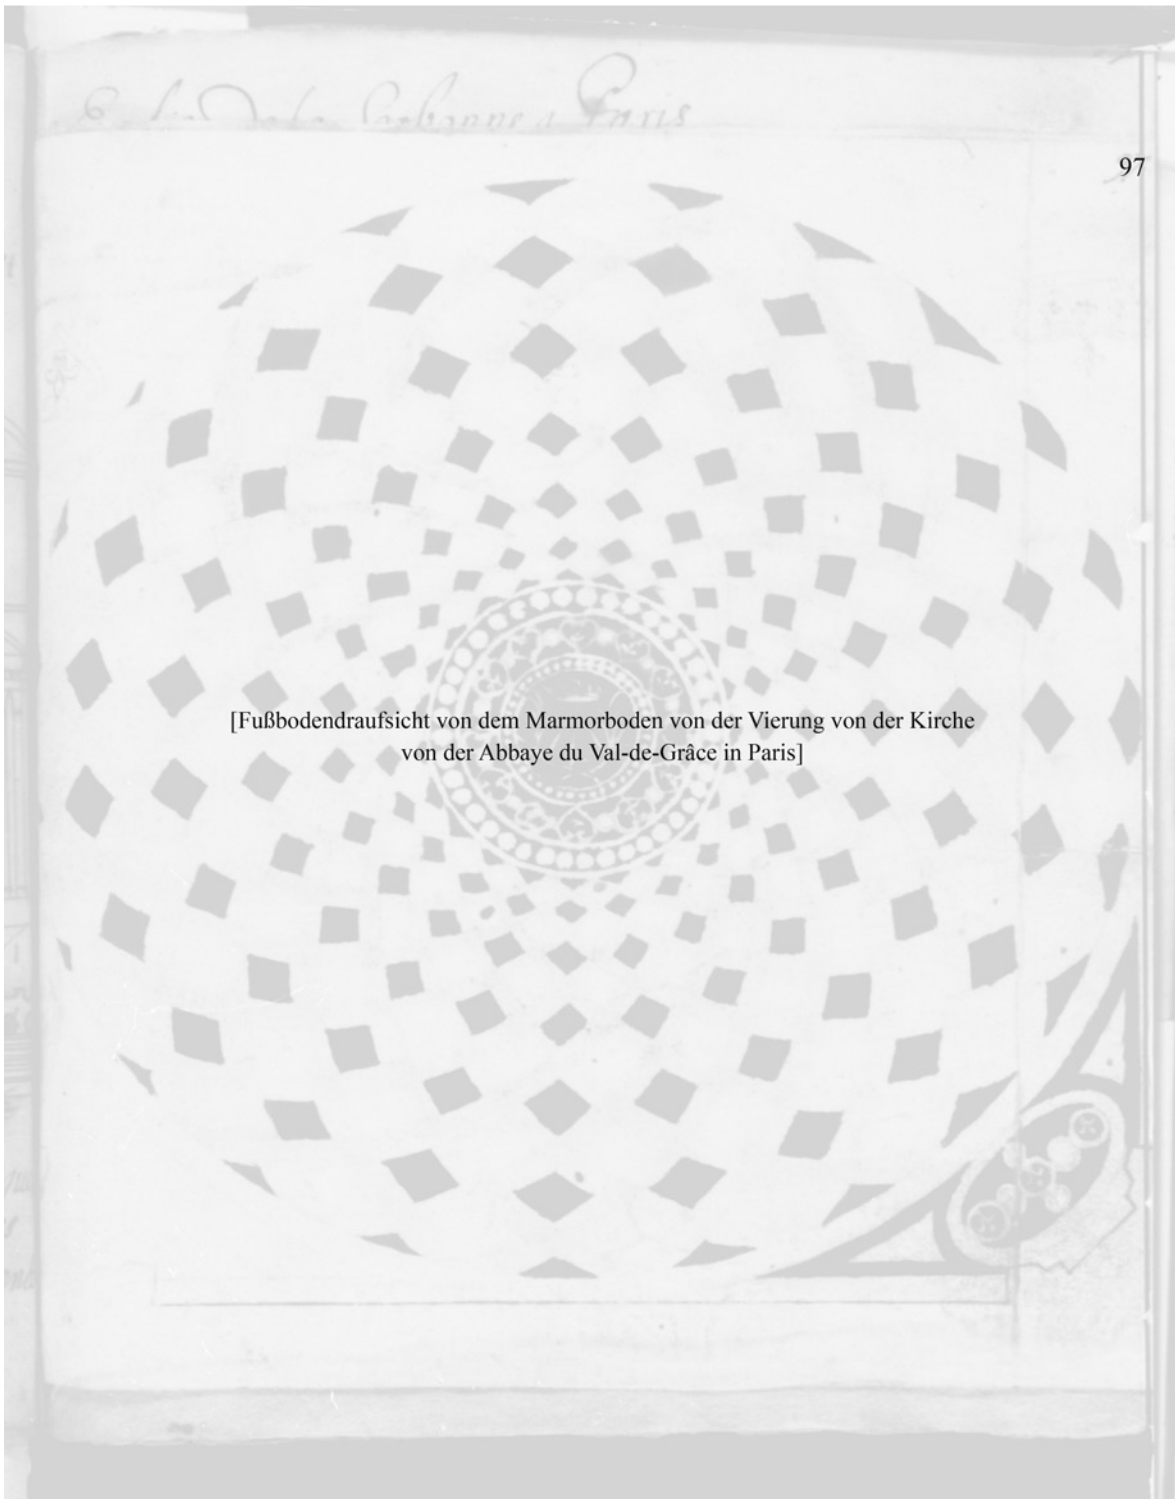 Paris
97
[Fußbodendraufsicht von dem Marmorboden von der Vierung von der Kirche
von der Abbaye du Val-de-Grâce in Paris]